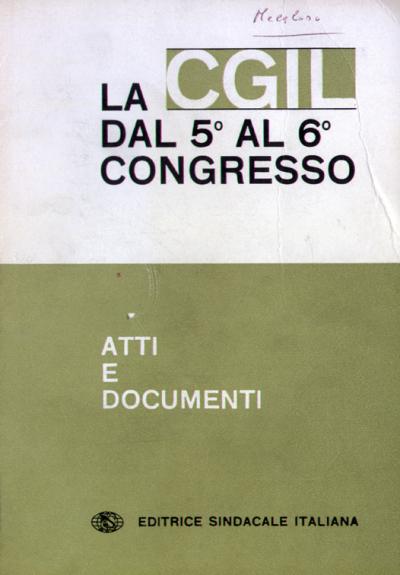 LA CGIL
DAL 5° AL 6°
CONGRESSO
ATTI
E
DOCUMENTI
EDITRICE SINDACALE ITALIANA